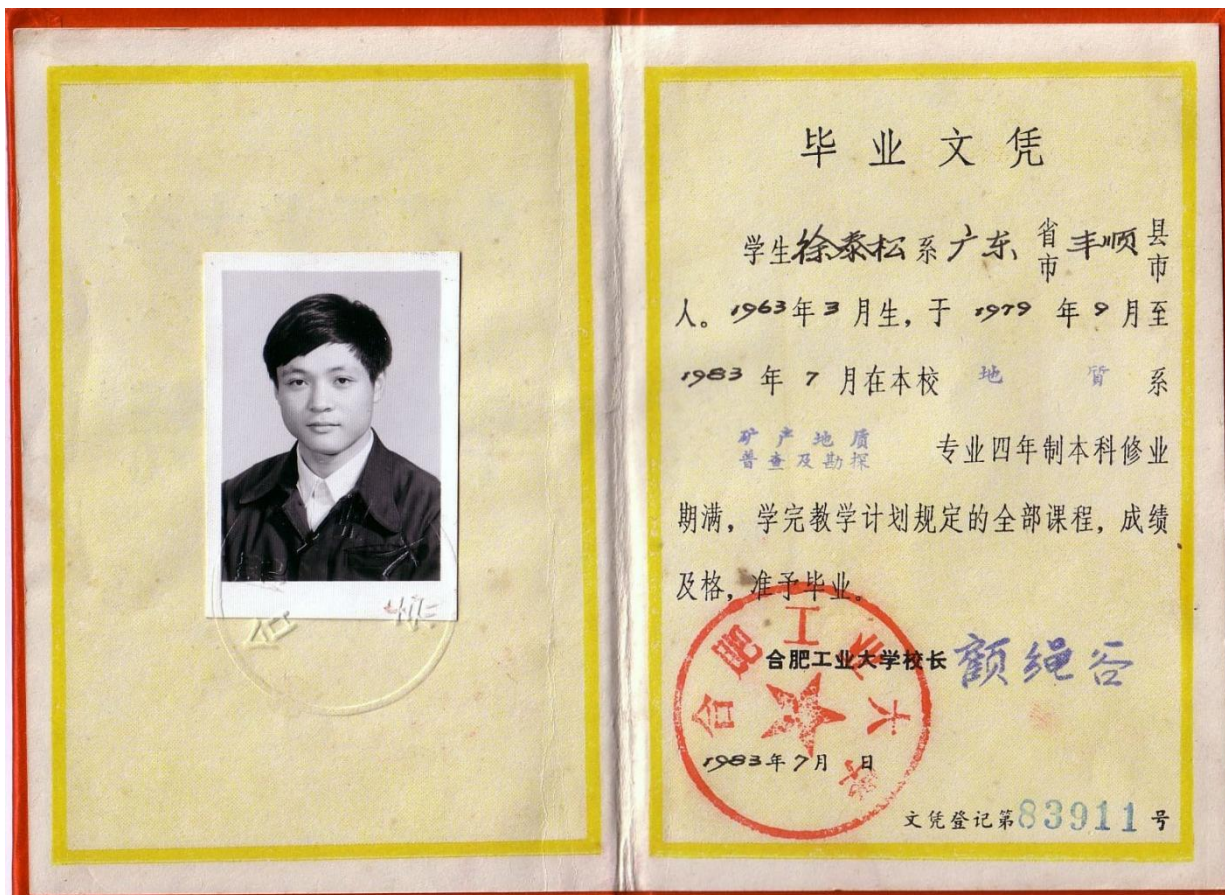 毕业文凭
学生徐泰松系广东省市丰顺县市
人。1963年3月生，于1979年9月至
1983年7月在本校地质系
矿产地质
普查及勘探
专业四年制本科修业
期满，学完教学计划规定的全部课程，成绩
及格，准予毕业。
合肥工业大学
合肥工业大学校长
1983年7月 日
文凭登记第83911号